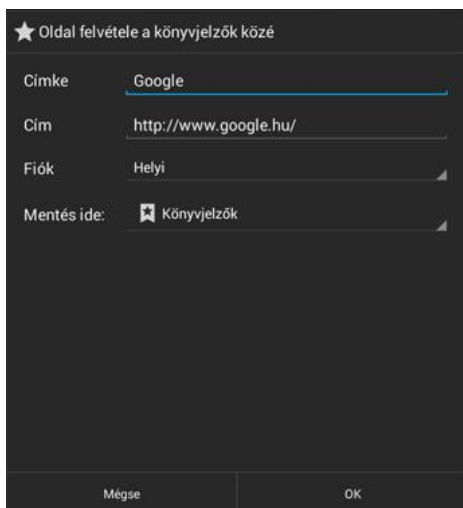 Oldal felvétele a könyvjelzők közé
Címke Google
Cím http://www.google.hu/
Fiók Helyi
Mentés ide: Könyvjelzők
Mégse OK